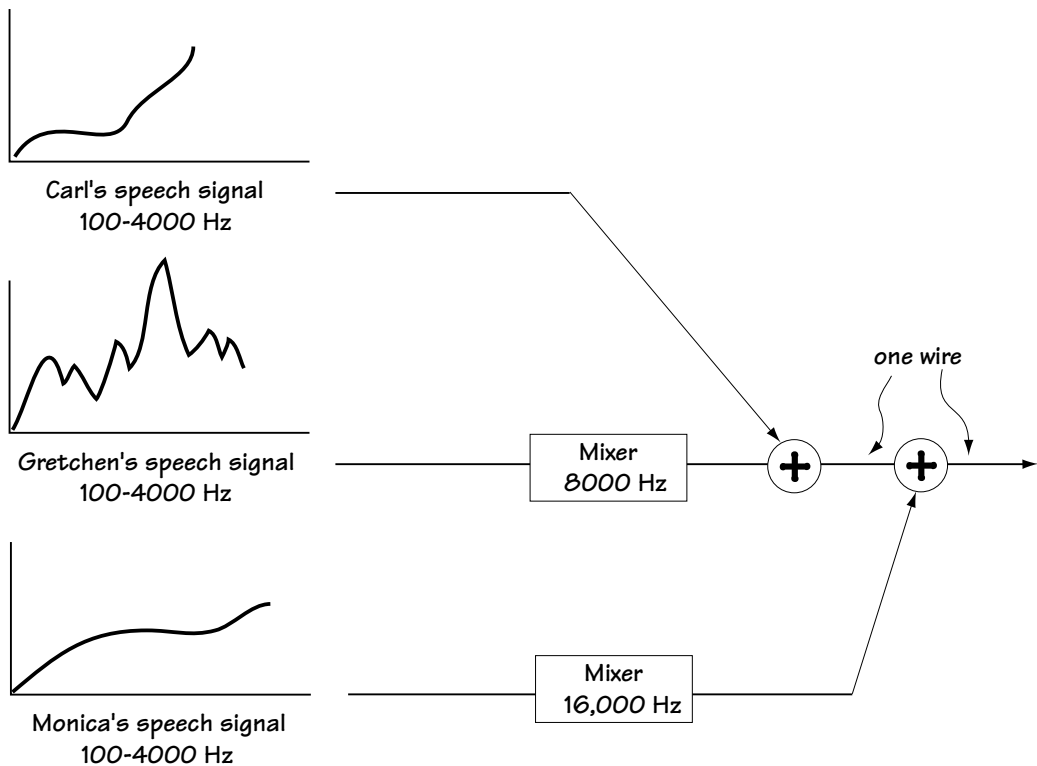 Carl's speech signal
100-4000 Hz
one wire
Gretchen's speech signal
100-4000 Hz
Mixer
8000 Hz
Monica's speech signal
100-4000 Hz
Mixer
16,000 Hz